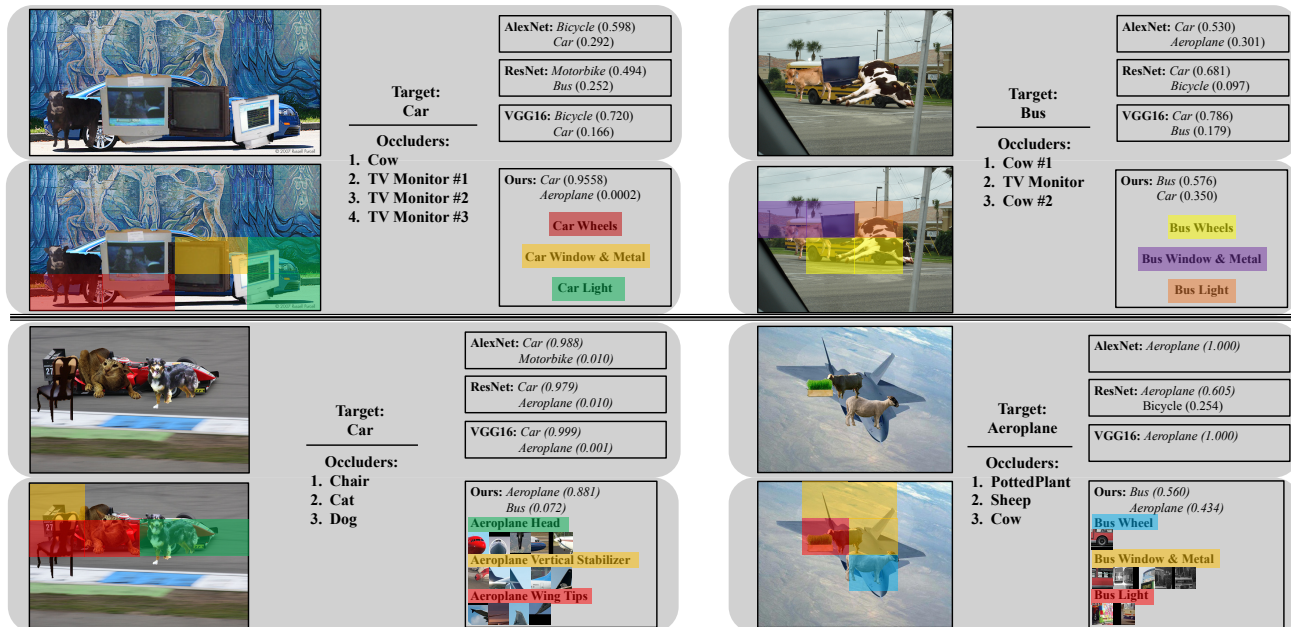 AlexNet: Bicycle (0.598)
Car (0.292)
ResNet: Motorbike (0.494)
Bus (0.252)
VGG16: Bicycle (0.720)
Car (0.166)
Target:
Car
Occluders:
1. Cow
2. TV Monitor #1
3. TV Monitor #2
4. TV Monitor #3
Ours: Car (0.9558)
Aeroplane (0.0002)
Car Wheels
Car Window & Metal
Car Light
AlexNet: Car (0.530)
Aeroplane (0.301)
ResNet: Car (0.681)
Bicycle (0.097)
VGG16: Car (0.786)
Bus (0.179)
Target:
Bus
Occluders:
1. Cow #1
2. TV Monitor
3. Cow #2
Ours: Bus (0.576)
Car (0.350)
Bus Wheels
Bus Window & Metal
Bus Light
27
AlexNet: Car (0.988)
Motorbike (0.010)
ResNet: Car (0.979)
Aeroplane (0.010)
VGG16: Car (0.999)
Aeroplane (0.001)
Target:
Car
Occluders:
1. Chair
2. Cat
3. Dog
27
Ours: Aeroplane (0.881)
Bus (0.072)
Aeroplane Head
Aeroplane Vertical Stabilizer
Aeroplane Wing Tips
AlexNet: Aeroplane (1.000)
ResNet: Aeroplane (0.605)
Bicycle (0.254)
VGG16: Aeroplane (1.000)
Target:
Aeroplane
Occluders:
1. PottedPlant
2. Sheep
3. Cow
Ours: Bus (0.560)
Aeroplane (0.434)
Bus Wheel
Bus Window & Metal
Bus Light